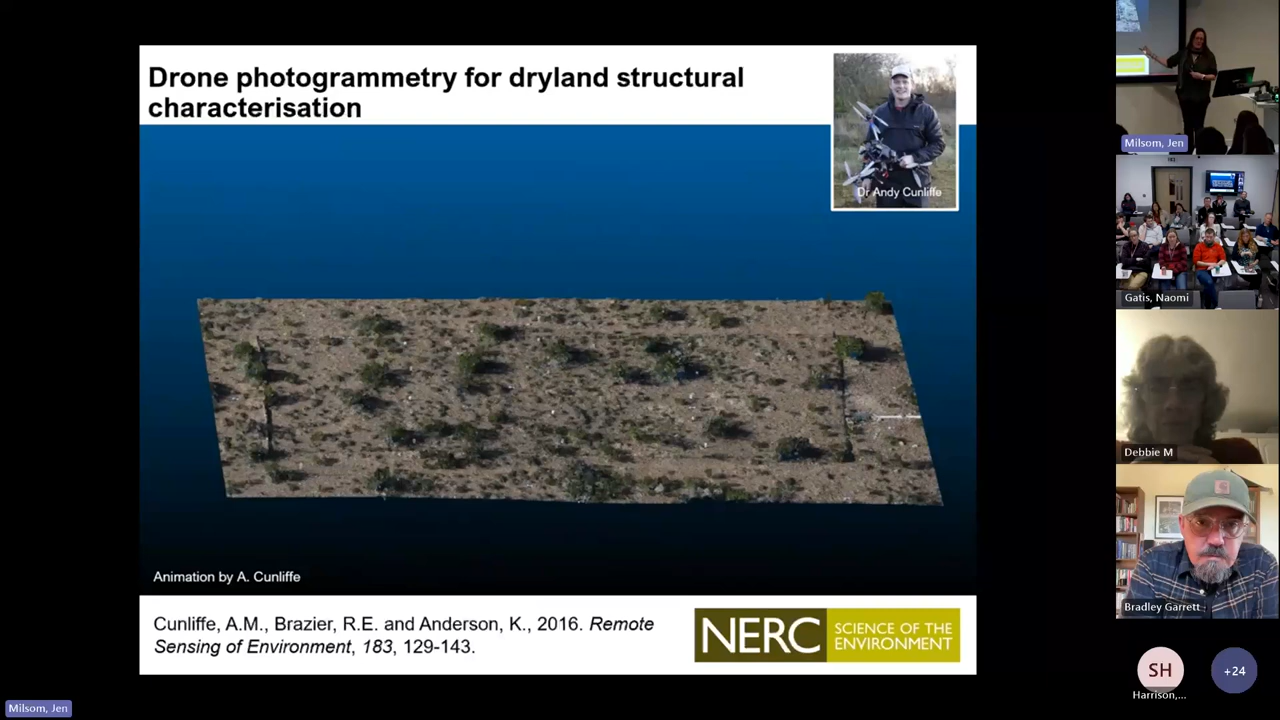 Drone photogrammetry for dryland structural
characterisation
Dr Andy Cunliffe
Animation by A. Cunliffe
Cunliffe, A.M., Brazier, R.E. and Anderson, K., 2016. Remote
Sensing of Environment, 183, 129-143.
NERC
SCIENCE OF THE
ENVIRONMENT
Milsom, Jen
Gatis, Naomi
Debbie M
Bradley Garrett
SH
Harrison,...
+24
Milsom, Jen